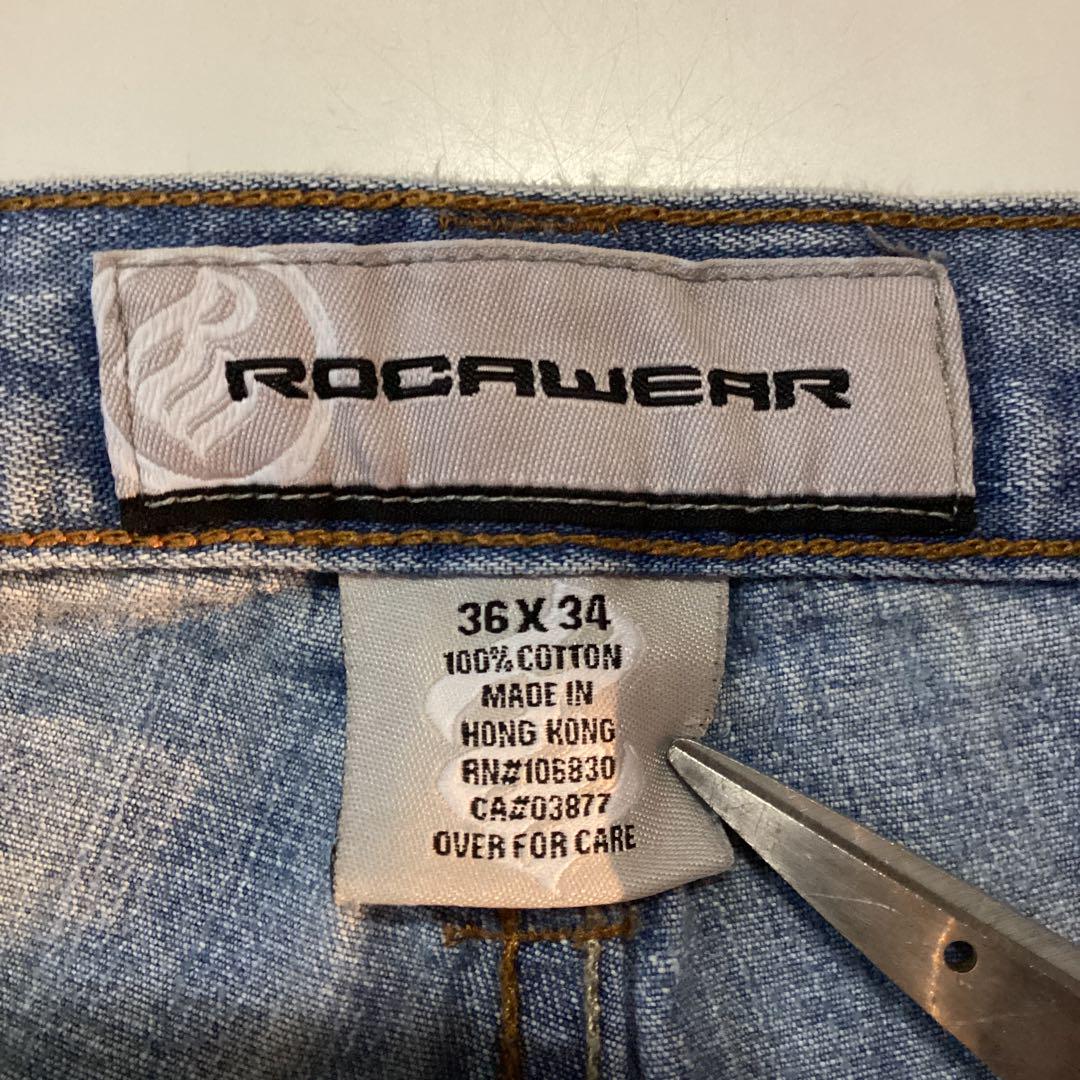 ROCAWEAR
36 X 34
100% COTTON
MADE IN
HONG KONG
RN#106830
CA#03877
OVER FOR CARE